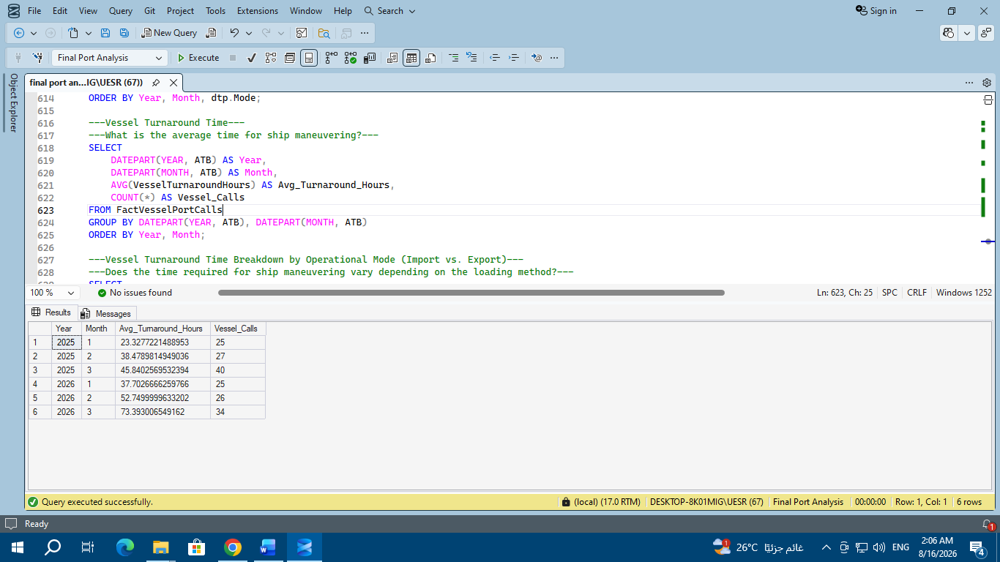 File Edit View Query Git Project Tools Extensions Window Help Search Sign in
New Query
Final Port Analysis Execute
Object Explorer
final port an...IG\UESR (67))
614 ORDER BY Year, Month, dtp.Mode;
615
616 ---Vessel Turnaround Time---
617 ---What is the average time for ship maneuvering?---
618 SELECT
619 DATEPART(YEAR, ATB) AS Year,
620 DATEPART(MONTH, ATB) AS Month,
621 AVG(VesselTurnaroundHours) AS Avg_Turnaround_Hours,
622 COUNT(*) AS Vessel_Calls
623 FROM FactVesselPortCalls
624 GROUP BY DATEPART(YEAR, ATB), DATEPART(MONTH, ATB)
625 ORDER BY Year, Month;
626
627 ---Vessel Turnaround Time Breakdown by Operational Mode (Import vs. Export)---
628 ---Does the time required for ship maneuvering vary depending on the loading method?---
629 SELECT
100 % No issues found Ln: 623, Ch: 25 SPC CRLF Windows 1252
Results Messages
Year Month Avg_Turnaround_Hours Vessel_Calls
1 2025 1 23.3277221488953 25
2 2025 2 38.4789814949036 27
3 2025 3 45.8402569532394 40
4 2026 1 37.7026666259766 25
5 2026 2 52.7499999633202 26
6 2026 3 73.393006549162 34
Query executed successfully. (local) (17.0 RTM) DESKTOP-8K01MIG\UESR (67) Final Port Analysis 00:00:00 Row: 1, Col: 1 6 rows
Ready 1
1 26°C غائم جزئيًا ENG 2:06 AM
8/16/2026 4